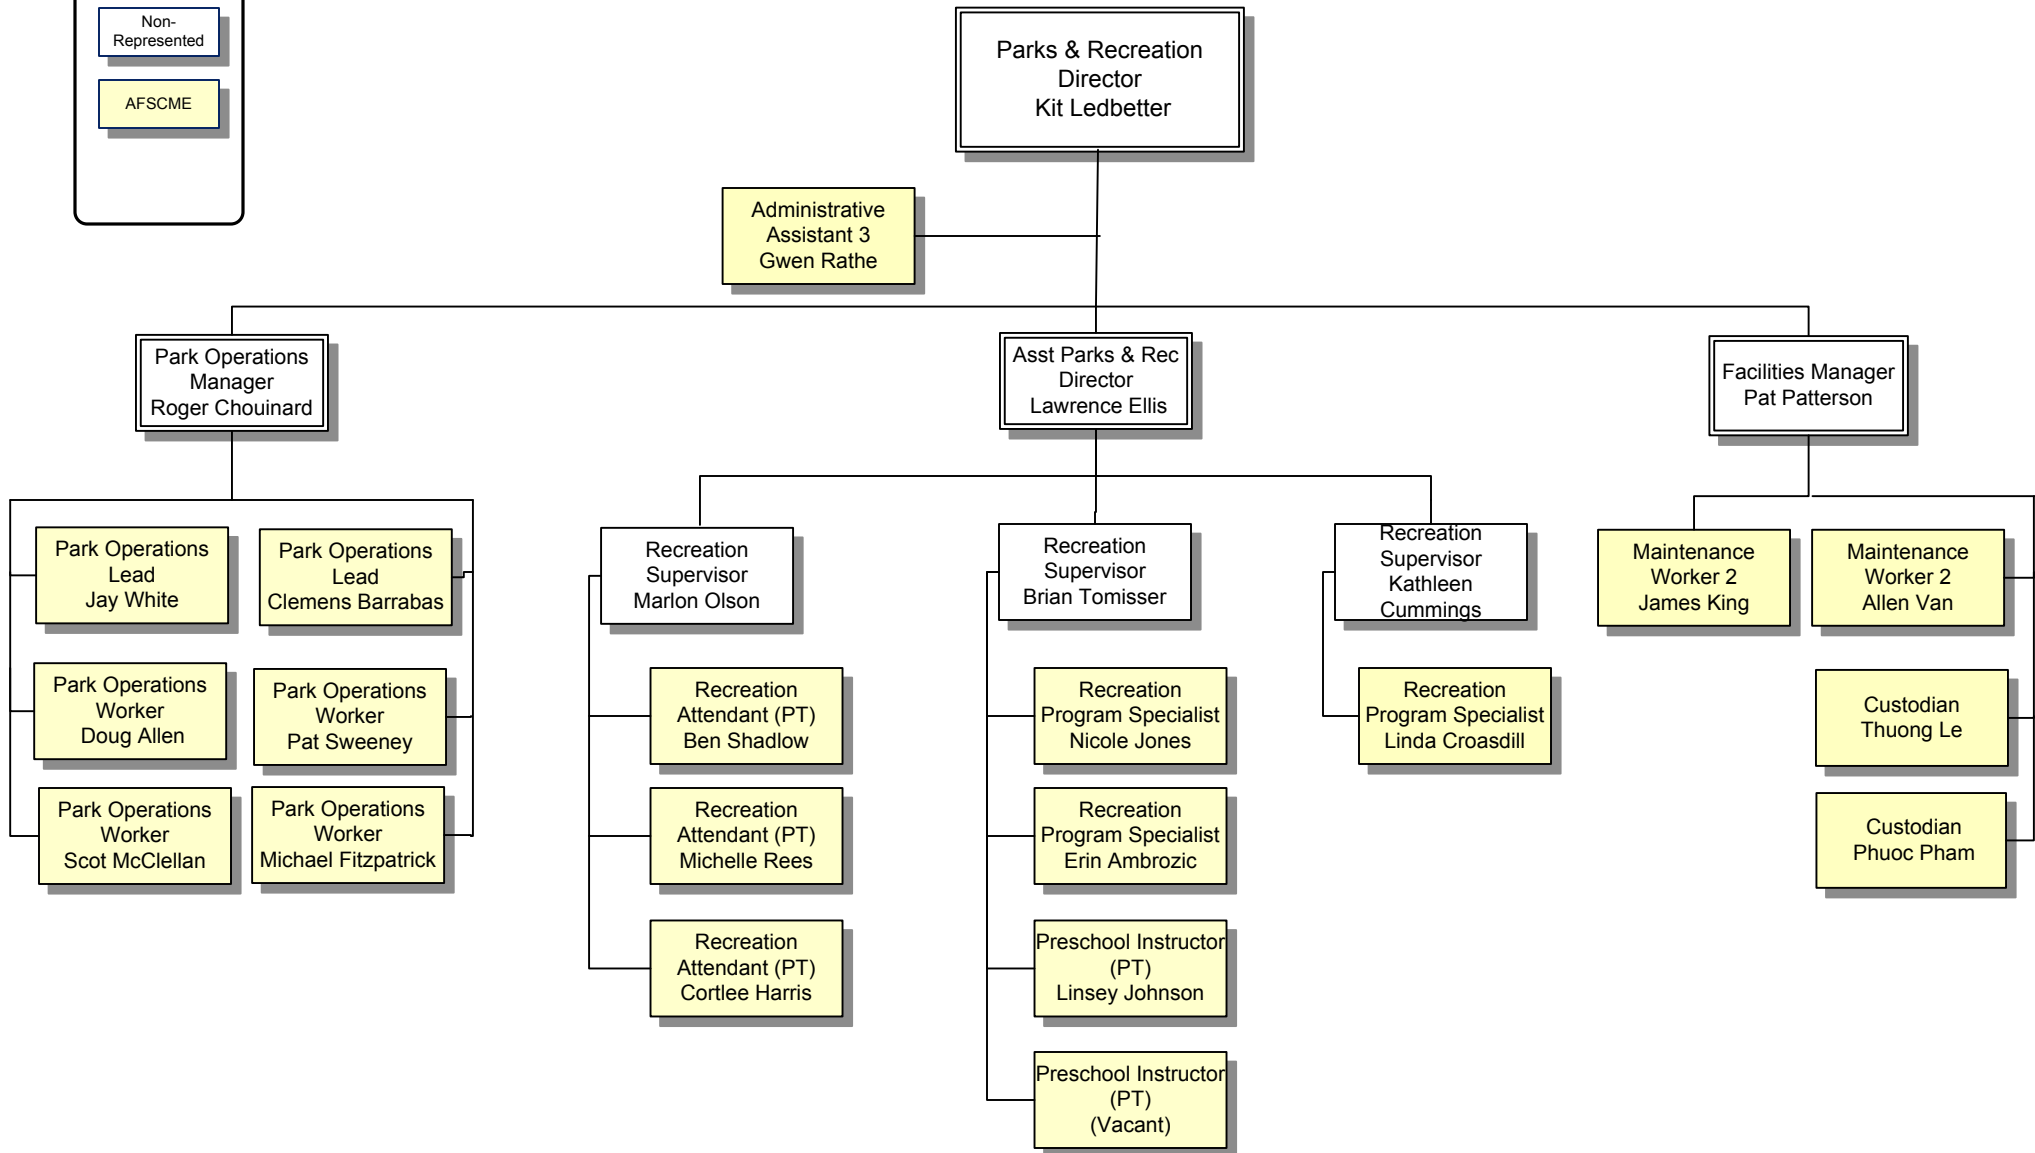 Non-
Represented
AFSCME
Parks & Recreation
Director
Kit Ledbetter
Administrative
Assistant 3
Gwen Rathe
Park Operations
Manager
Roger Chouinard
Asst Parks & Rec
Director
Lawrence Ellis
Facilities Manager
Pat Patterson
Park Operations
Lead
Jay White
Park Operations
Lead
Clemens Barrabas
Park Operations
Worker
Doug Allen
Park Operations
Worker
Pat Sweeney
Park Operations
Worker
Scot McClellan
Park Operations
Worker
Michael Fitzpatrick
Recreation
Supervisor
Marlon Olson
Recreation
Attendant (PT)
Ben Shadlow
Recreation
Attendant (PT)
Michelle Rees
Recreation
Attendant (PT)
Cortlee Harris
Recreation
Supervisor
Brian Tomisser
Recreation
Program Specialist
Nicole Jones
Recreation
Program Specialist
Erin Ambrozic
Preschool Instructor
(PT)
Linsey Johnson
Preschool Instructor
(PT)
(Vacant)
Recreation
Supervisor
Kathleen
Cummings
Recreation
Program Specialist
Linda Croasdill
Maintenance
Worker 2
James King
Maintenance
Worker 2
Allen Van
Custodian
Thuong Le
Custodian
Phuoc Pham